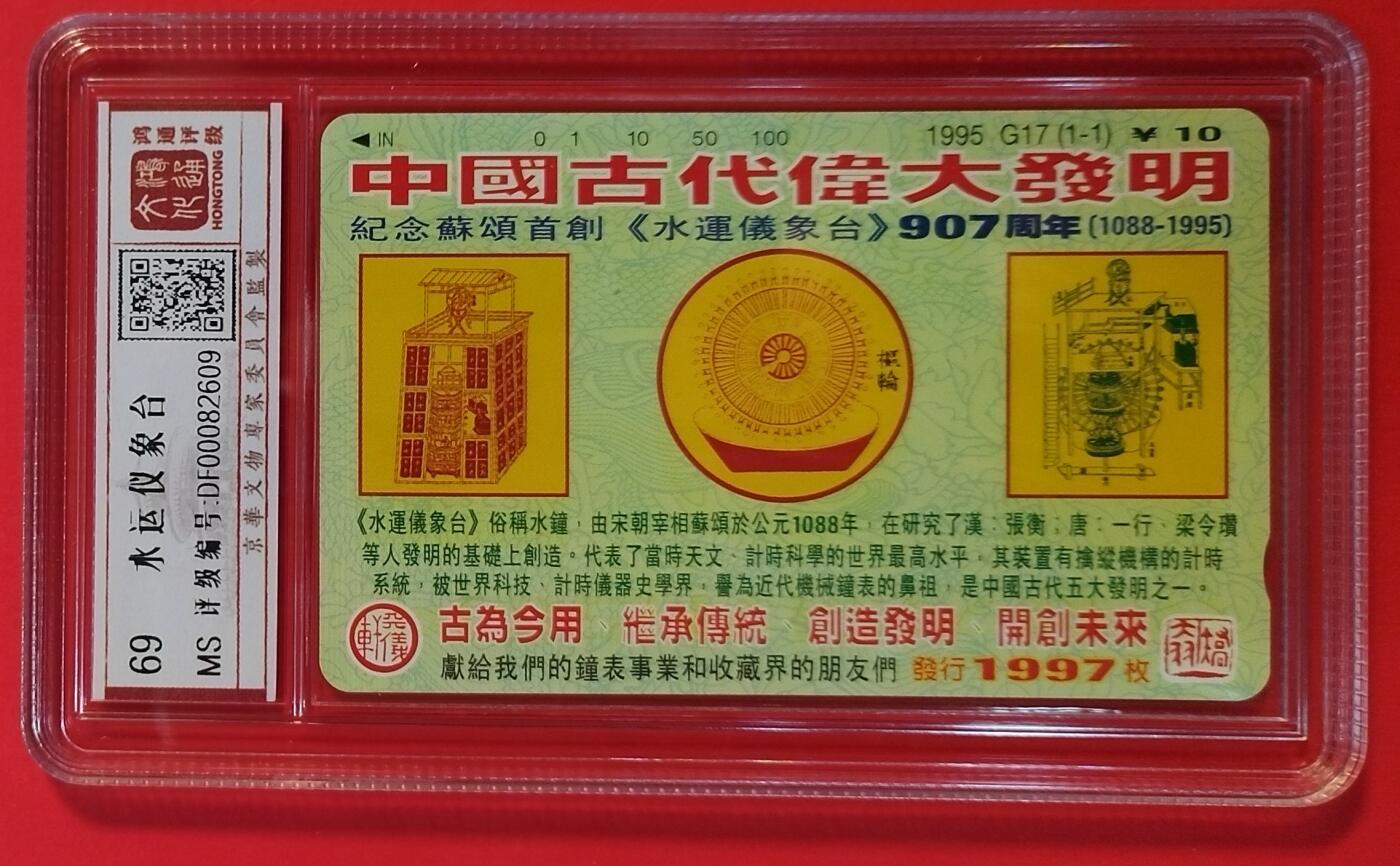 鸿通评级
HONGTONG
69 水运仪象台
MS 评级编号:DF00082609
京華文物專家委員會監製
◀ IN 0 1 10 50 100 1995 G17 (1-1) ¥ 10
中國古代偉大發明
紀念蘇頌首創《水運儀象台》907周年(1088-1995)
《水運儀象台》俗稱水鐘，由宋朝宰相蘇頌於公元1088年，在研究了漢：張衡；唐：一行、梁令瓚
等人發明的基礎上創造。代表了當時天文、計時科學的世界最高水平，其裝置有擒縱機構的計時
系統，被世界科技、計時儀器史學界，譽為近代機械鐘表的鼻祖，是中國古代五大發明之一。
古為今用、繼承傳統、創造發明、開創未來
獻給我們的鐘表事業和收藏界的朋友們 發行1997枚